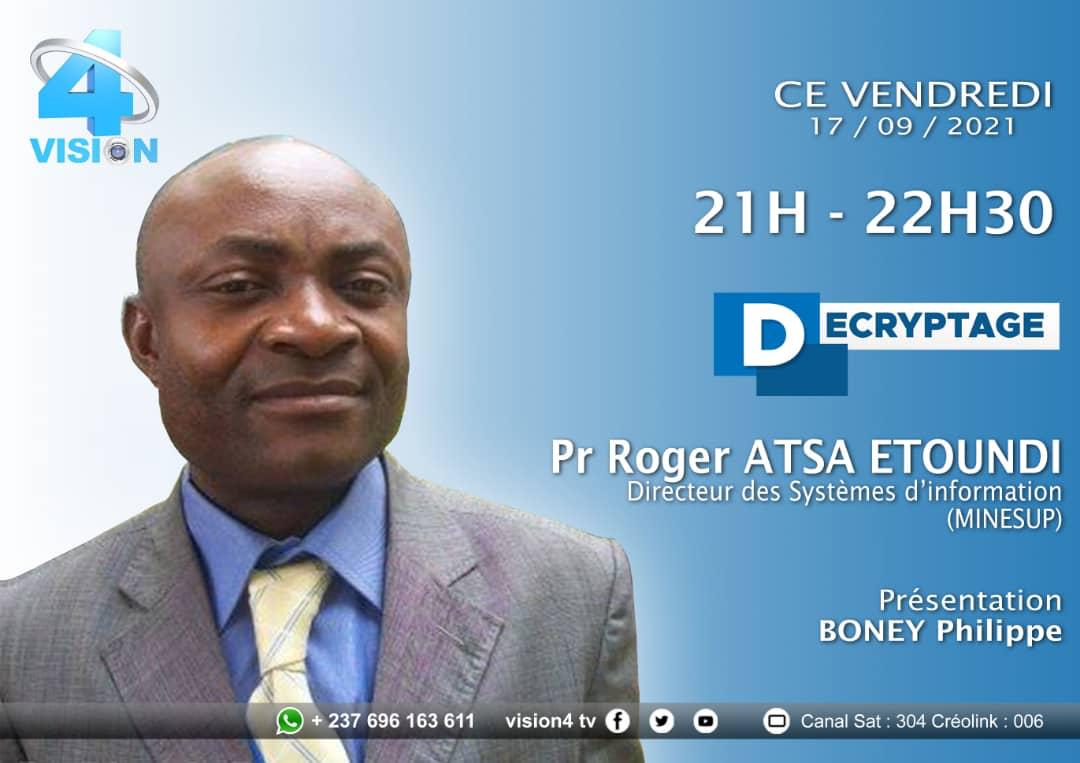 4
VISION
CE VENDREDI
17 / 09 / 2021
21H - 22H30
DECRYPTAGE
Pr Roger ATSA ETOUNDI
Directeur des Systèmes d'information
(MINESUP)
Présentation
BONEY Philippe
+ 237 696 163 611 vision4 tv Canal Sat : 304 Créolink : 006